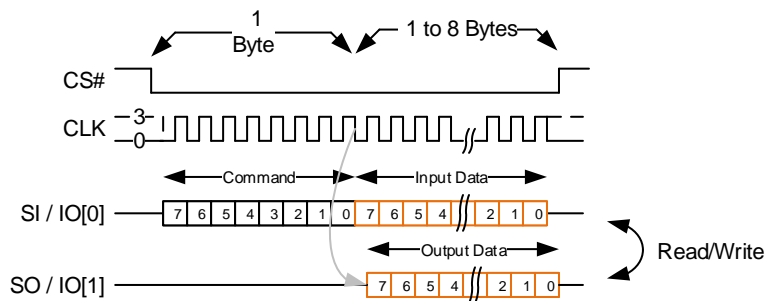 1
Byte
1 to 8 Bytes
CS#
CLK
3
0
Command
Input Data
SI / IO[0]
7 6 5 4 3 2 1 0 7 6 5 4 2 1 0
Output Data
Read/Write
SO / IO[1]
7 6 5 4 2 1 0